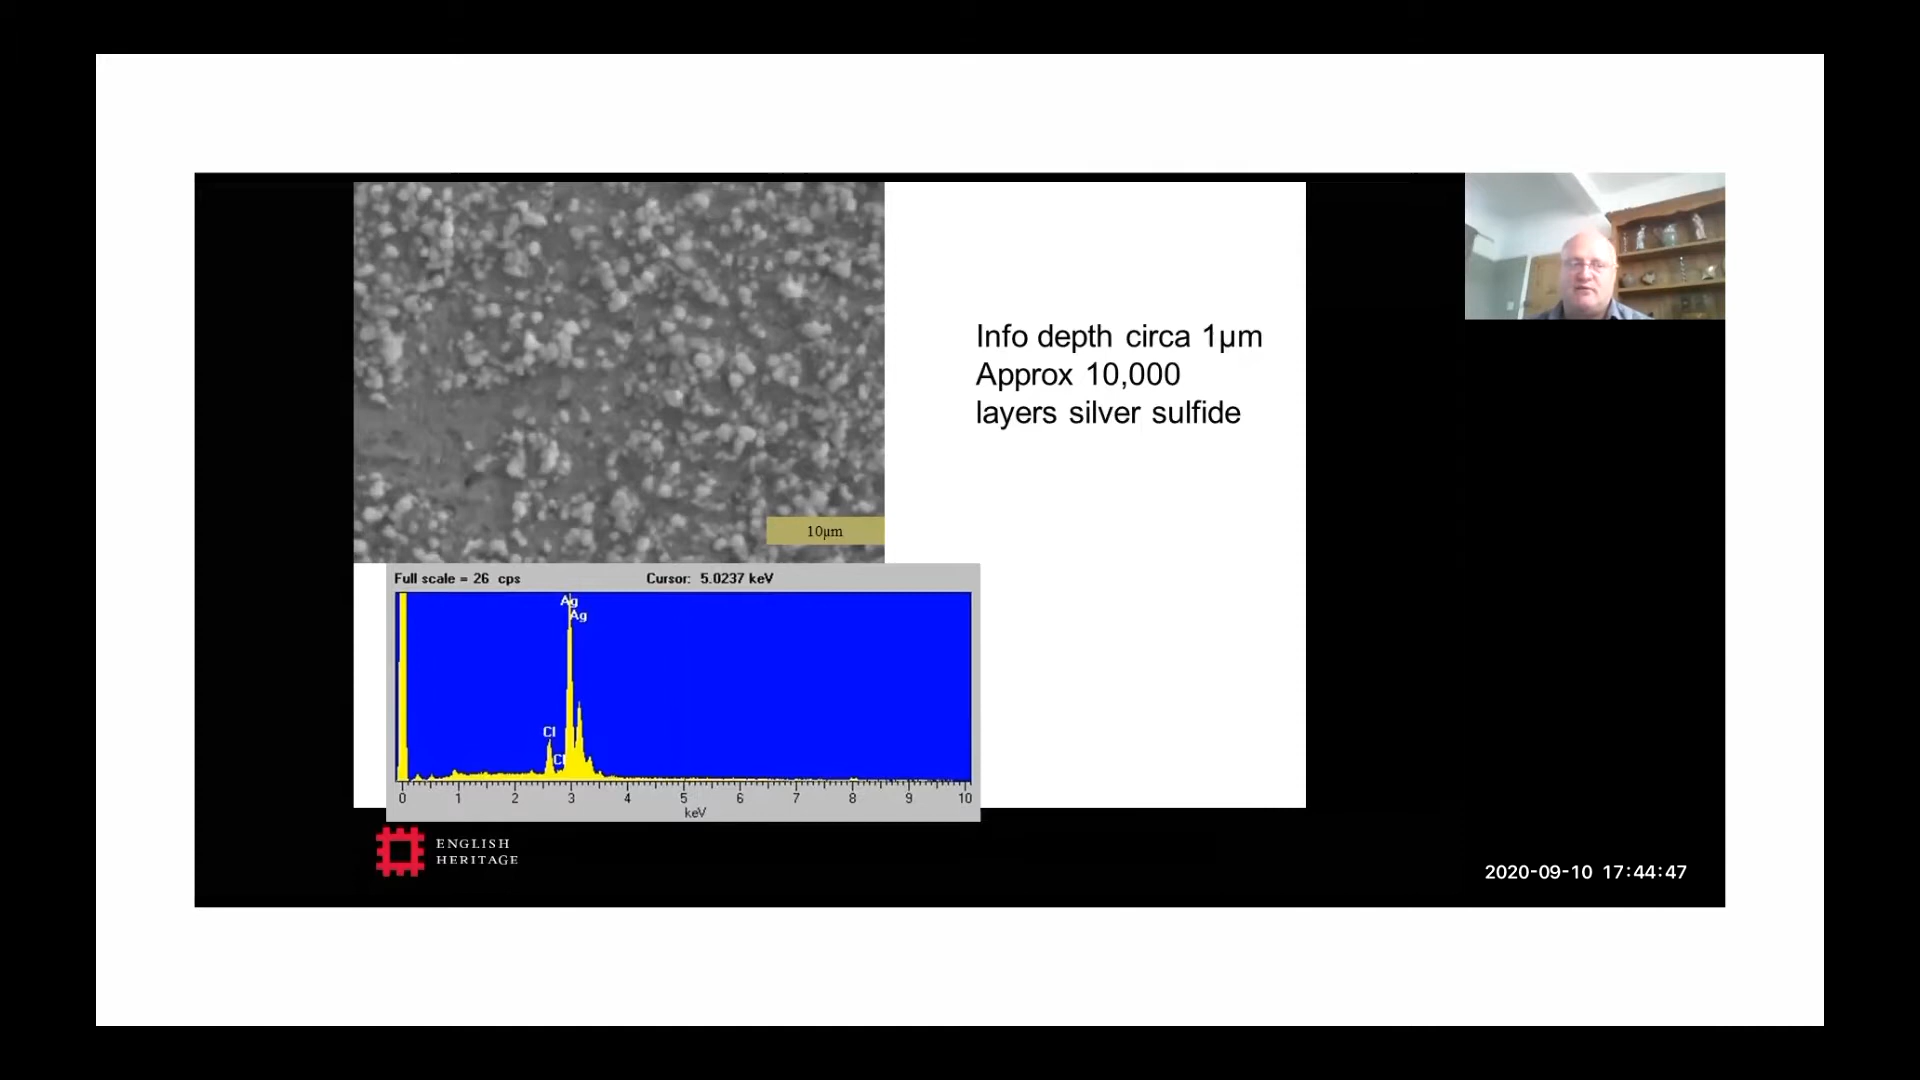 Info depth circa 1µm
Approx 10,000
layers silver sulfide
10µm
Full scale = 26 cps
Cursor: 5.0237 keV
Ag
Ag
Cl
Cl
0 1 2 3 4 5 6 7 8 9 10
keV
ENGLISH
HERITAGE
2020-09-10 17:44:47